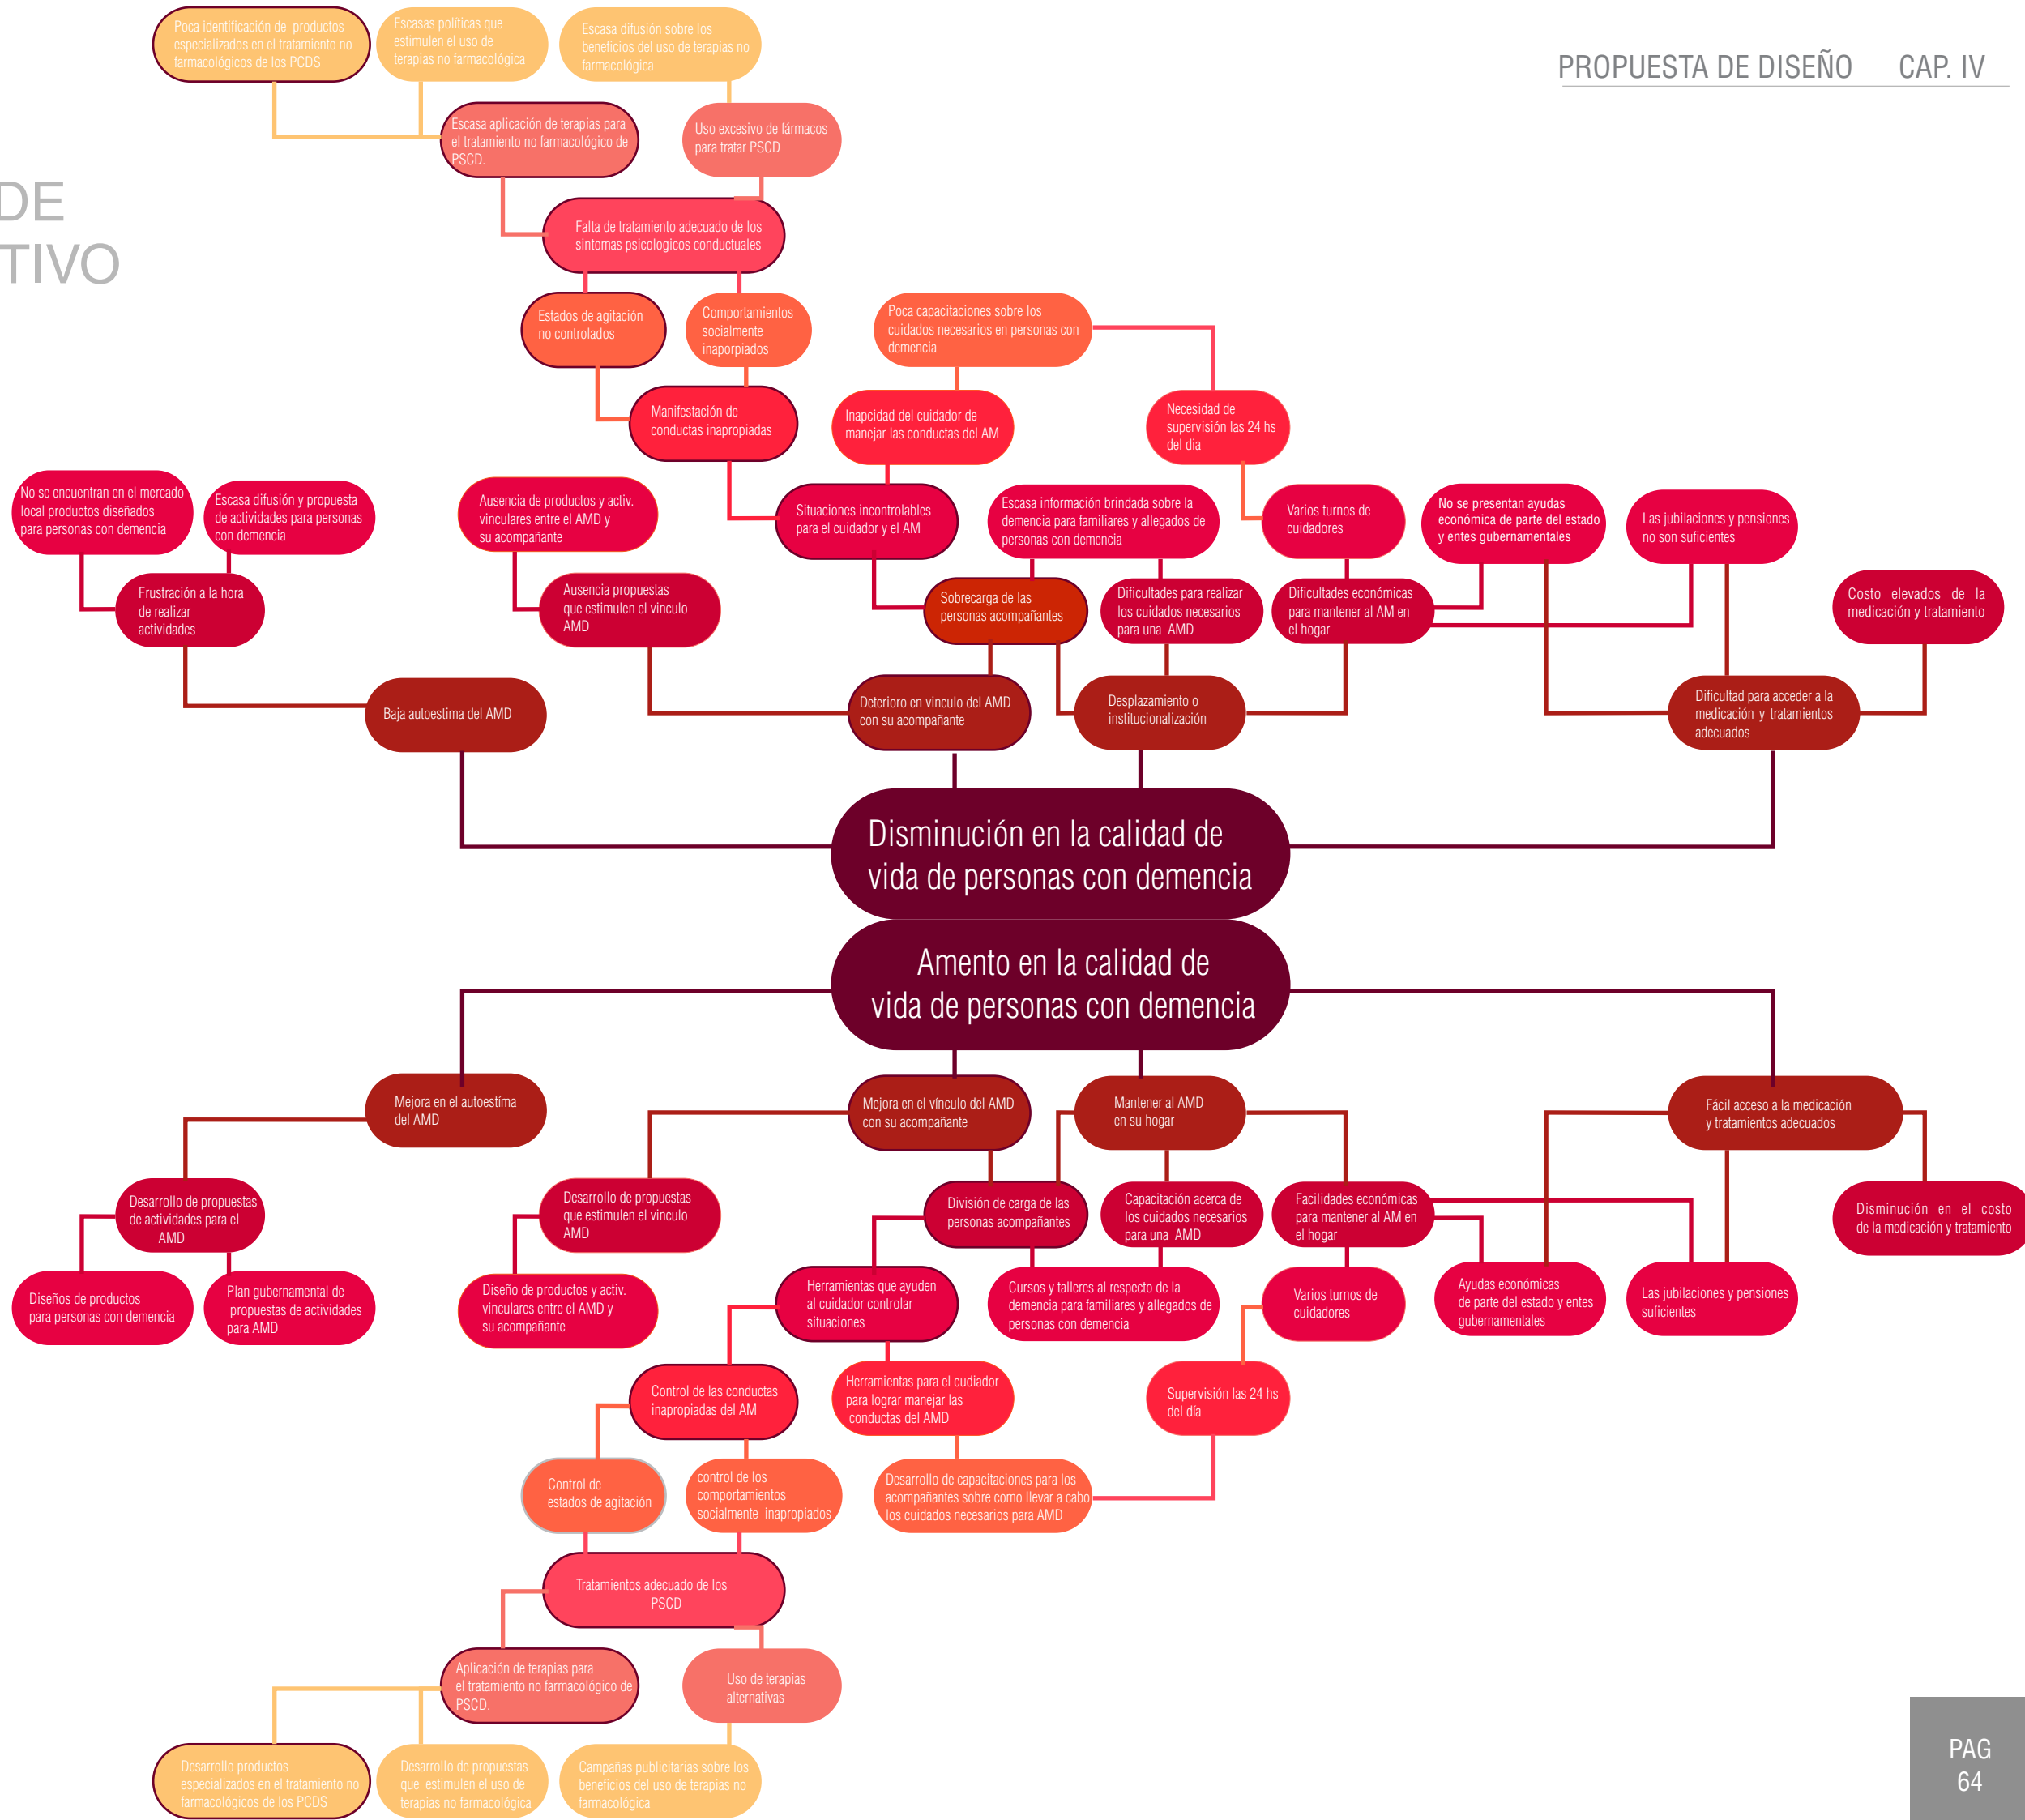 PROPUESTA DE DISEÑO CAP. IV
DE
TIVO
Poca identificación de productos
especializados en el tratamiento no
farmacológicos de los PCDS
Escasas políticas que
estimulen el uso de
terapias no farmacológica
Escasa difusión sobre los
beneficios del uso de terapias no
farmacológica
Escasa aplicación de terapias para
el tratamiento no farmacológico de
PSCD.
Uso excesivo de fármacos
para tratar PSCD
Falta de tratamiento adecuado de los
sintomas psicologicos conductuales
Estados de agitación
no controlados
Comportamientos
socialmente
inaporpiados
Poca capacitaciones sobre los
cuidados necesarios en personas con
demencia
Manifestación de
conductas inapropiadas
Inapcidad del cuidador de
manejar las conductas del AM
Necesidad de
supervisión las 24 hs
del dia
No se encuentran en el mercado
local productos diseñados
para personas con demencia
Escasa difusión y propuesta
de actividades para personas
con demencia
Ausencia de productos y activ.
vinculares entre el AMD y
su acompañante
Situaciones incontrolables
para el cuidador y el AM
Escasa información brindada sobre la
demencia para familiares y allegados de
personas con demencia
Varios turnos de
cuidadores
No se presentan ayudas
económica de parte del estado
y entes gubernamentales
Las jubilaciones y pensiones
no son suficientes
Frustración a la hora
de realizar
actividades
Ausencia propuestas
que estimulen el vinculo
AMD
Sobrecarga de las
personas acompañantes
Dificultades para realizar
los cuidados necesarios
para una AMD
Dificultades económicas
para mantener al AM en
el hogar
Costo elevados de la
medicación y tratamiento
Baja autoestima del AMD
Deterioro en vinculo del AMD
con su acompañante
Desplazamiento o
institucionalización
Dificultad para acceder a la
medicación y tratamientos
adecuados
Disminución en la calidad de
vida de personas con demencia
Amento en la calidad de
vida de personas con demencia
Mejora en el autoestíma
del AMD
Mejora en el vínculo del AMD
con su acompañante
Mantener al AMD
en su hogar
Fácil acceso a la medicación
y tratamientos adecuados
Desarrollo de propuestas
de actividades para el
AMD
Desarrollo de propuestas
que estimulen el vinculo
AMD
División de carga de las
personas acompañantes
Capacitación acerca de
los cuidados necesarios
para una AMD
Facilidades económicas
para mantener al AM en
el hogar
Disminución en el costo
de la medicación y tratamiento
Diseños de productos
para personas con demencia
Plan gubernamental de
propuestas de actividades
para AMD
Diseño de productos y activ.
vinculares entre el AMD y
su acompañante
Herramientas que ayuden
al cuidador controlar
situaciones
Cursos y talleres al respecto de la
demencia para familiares y allegados de
personas con demencia
Varios turnos de
cuidadores
Ayudas económicas
de parte del estado y entes
gubernamentales
Las jubilaciones y pensiones
suficientes
Control de las conductas
inapropiadas del AM
Herramientas para el cudiador
para lograr manejar las
conductas del AMD
Supervisión las 24 hs
del día
Control de
estados de agitación
control de los
comportamientos
socialmente inapropiados
Desarrollo de capacitaciones para los
acompañantes sobre como llevar a cabo
los cuidados necesarios para AMD
Tratamientos adecuado de los
PSCD
Aplicación de terapias para
el tratamiento no farmacológico de
PSCD.
Uso de terapias
alternativas
Desarrollo productos
especializados en el tratamiento no
farmacológicos de los PCDS
Desarrollo de propuestas
que estimulen el uso de
terapias no farmacológica
Campañas publicitarias sobre los
beneficios del uso de terapias no
farmacológica
PAG
64